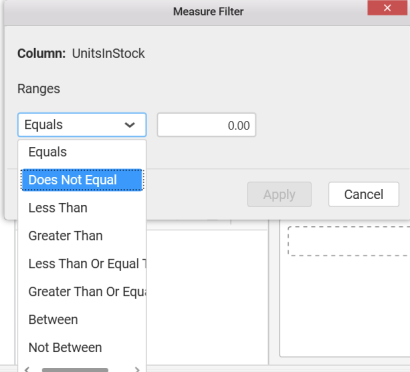 Measure Filter
Column: UnitsInStock
Ranges
Equals
0.00
Equals
Does Not Equal
Less Than
Greater Than
Less Than Or Equal
Greater Than Or Equ
Between
Not Between
Apply
Cancel